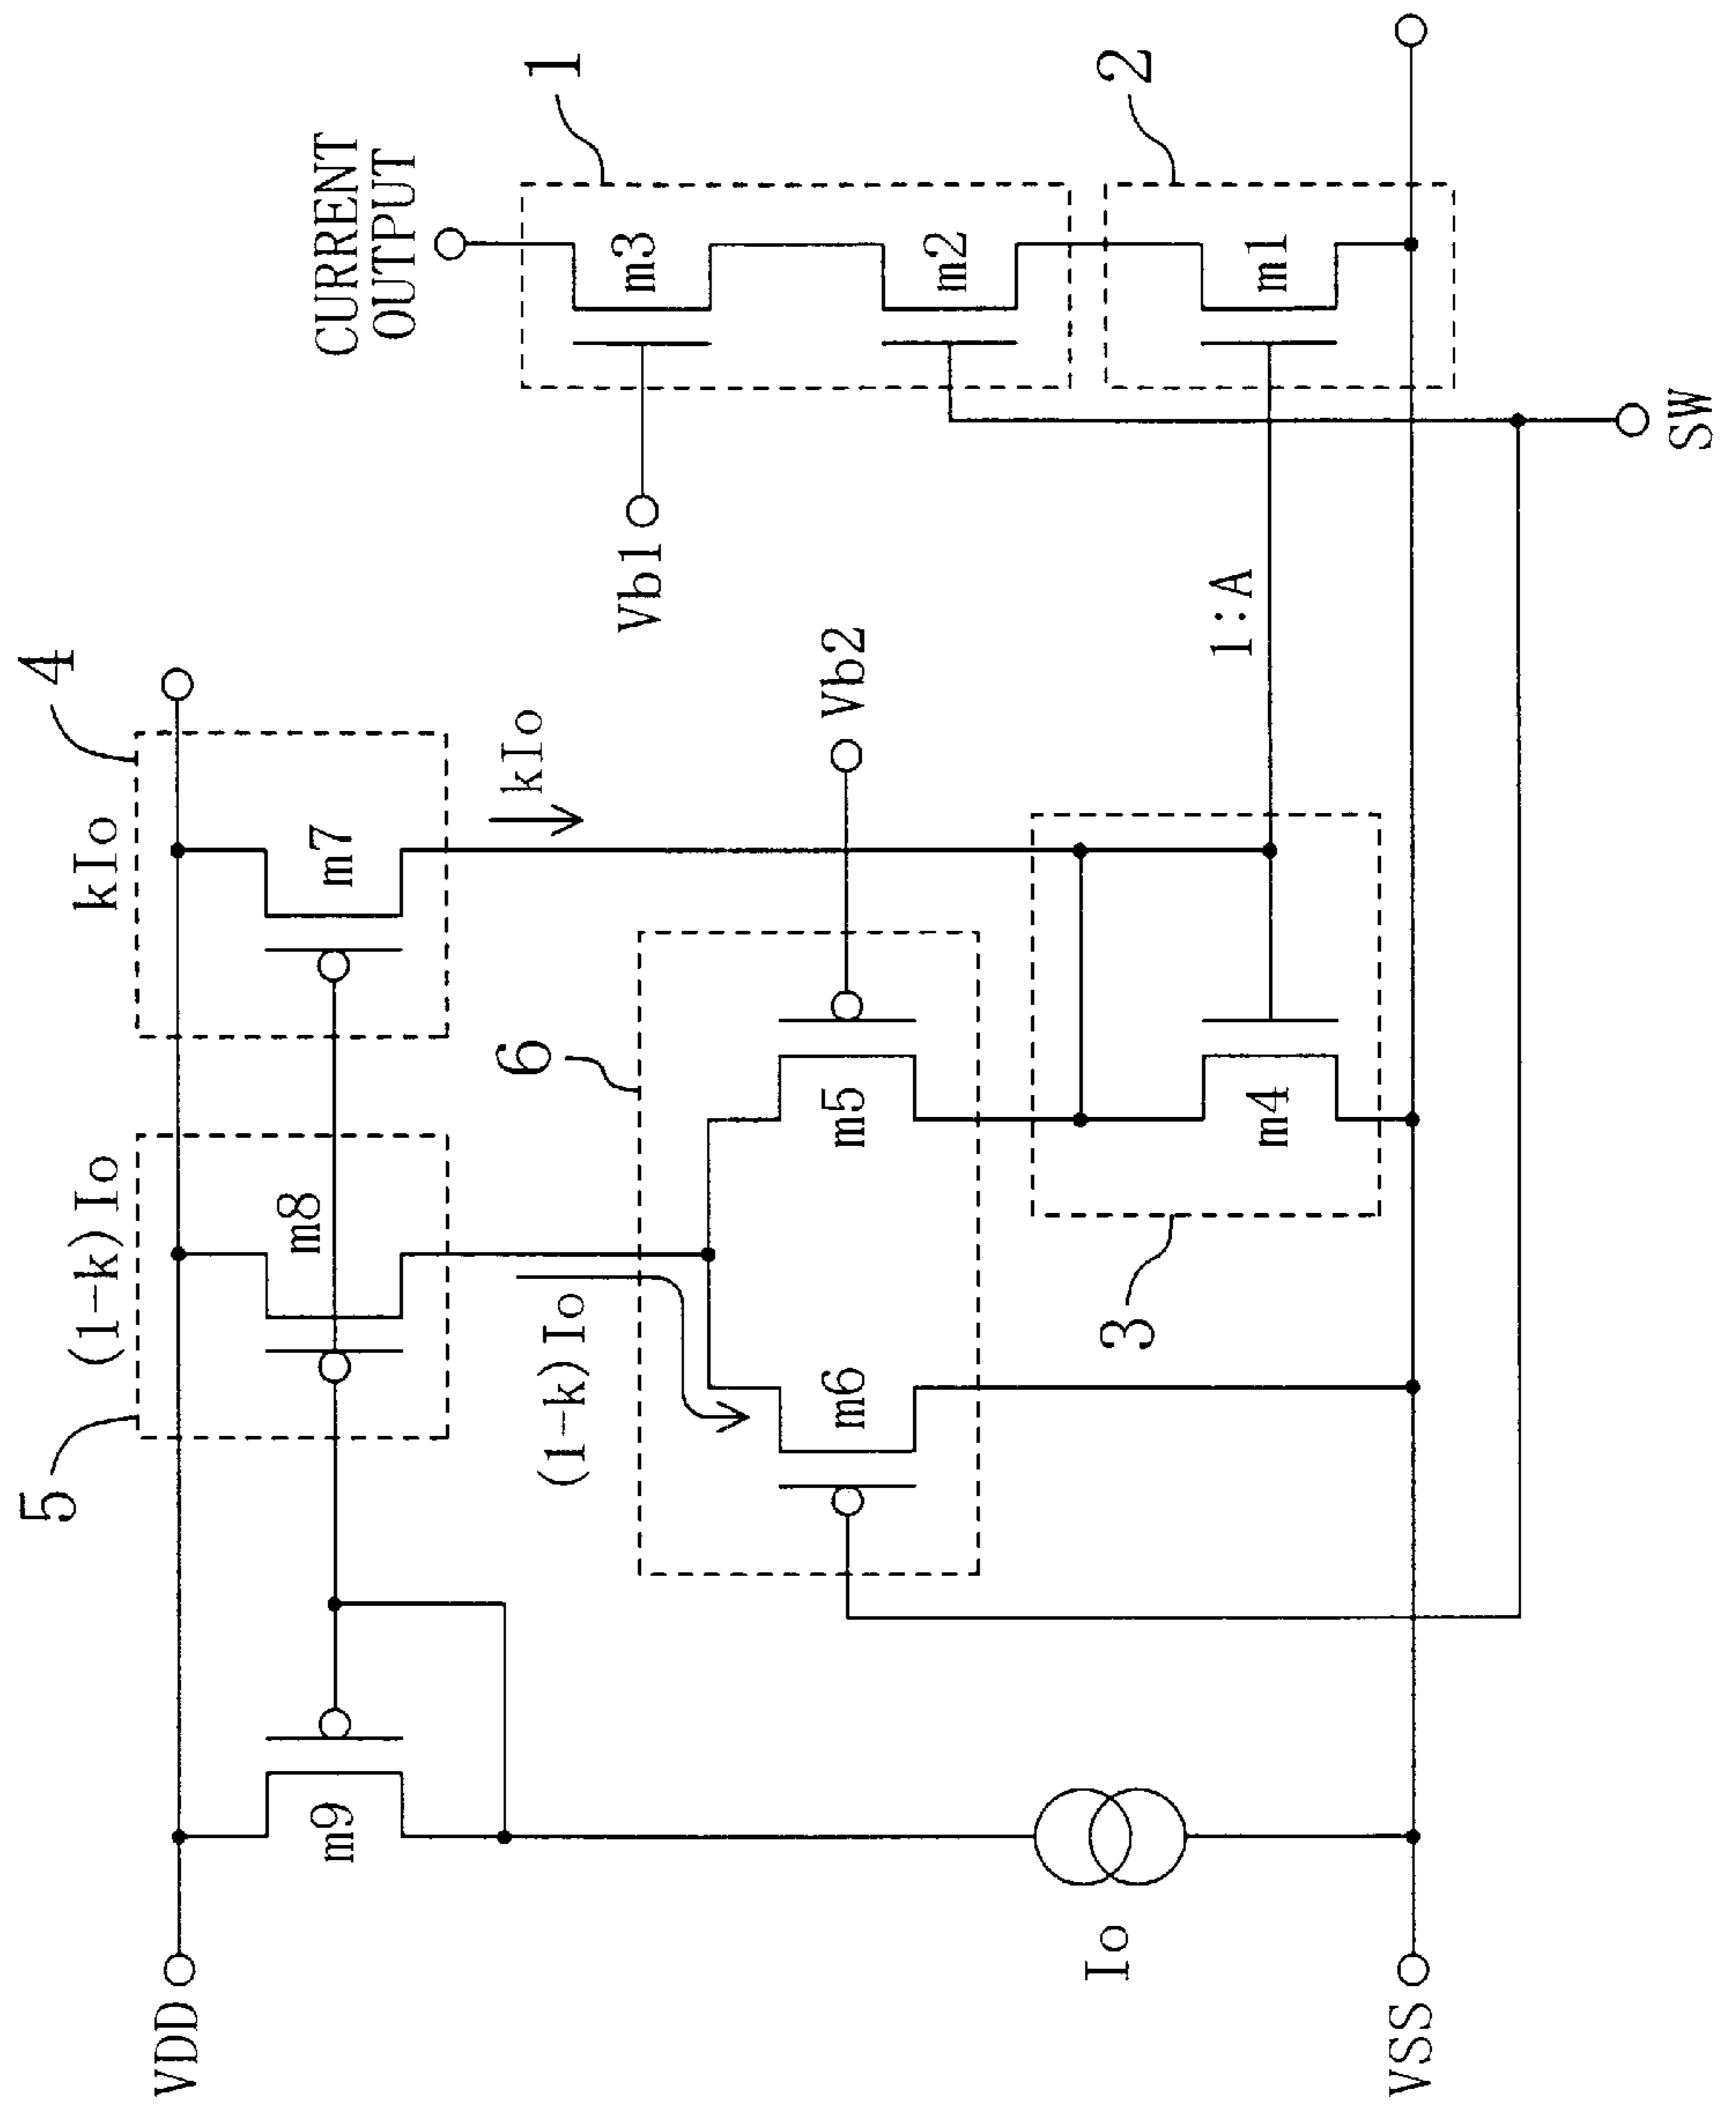 CURRENT
OUTPUT
1
2
m3
m2
m1
Vb1
SW
1:A
4
kIo
m7
kIo
Vb2
5
(1-k)Io
m8
(1-k)Io
6
m5
m6
3
m4
m9
Io
VDD
VSS